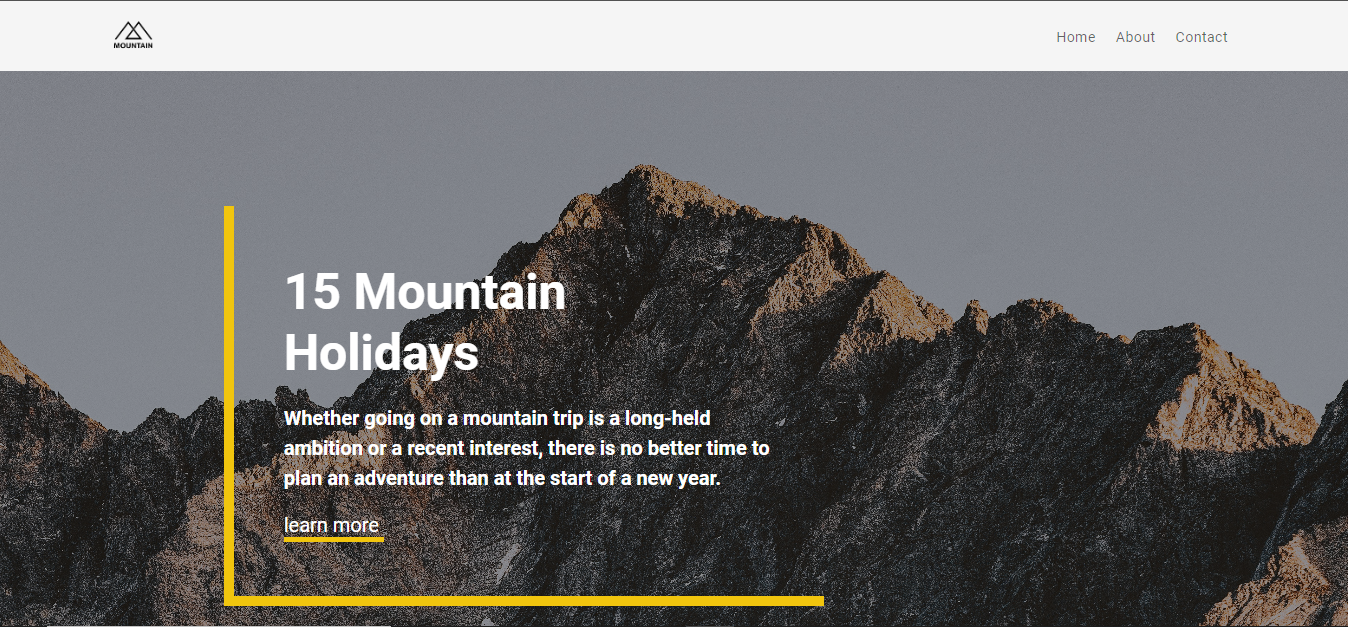 MOUNTAIN
Home About Contact
15 Mountain
Holidays
Whether going on a mountain trip is a long-held
ambition or a recent interest, there is no better time to
plan an adventure than at the start of a new year.
learn more